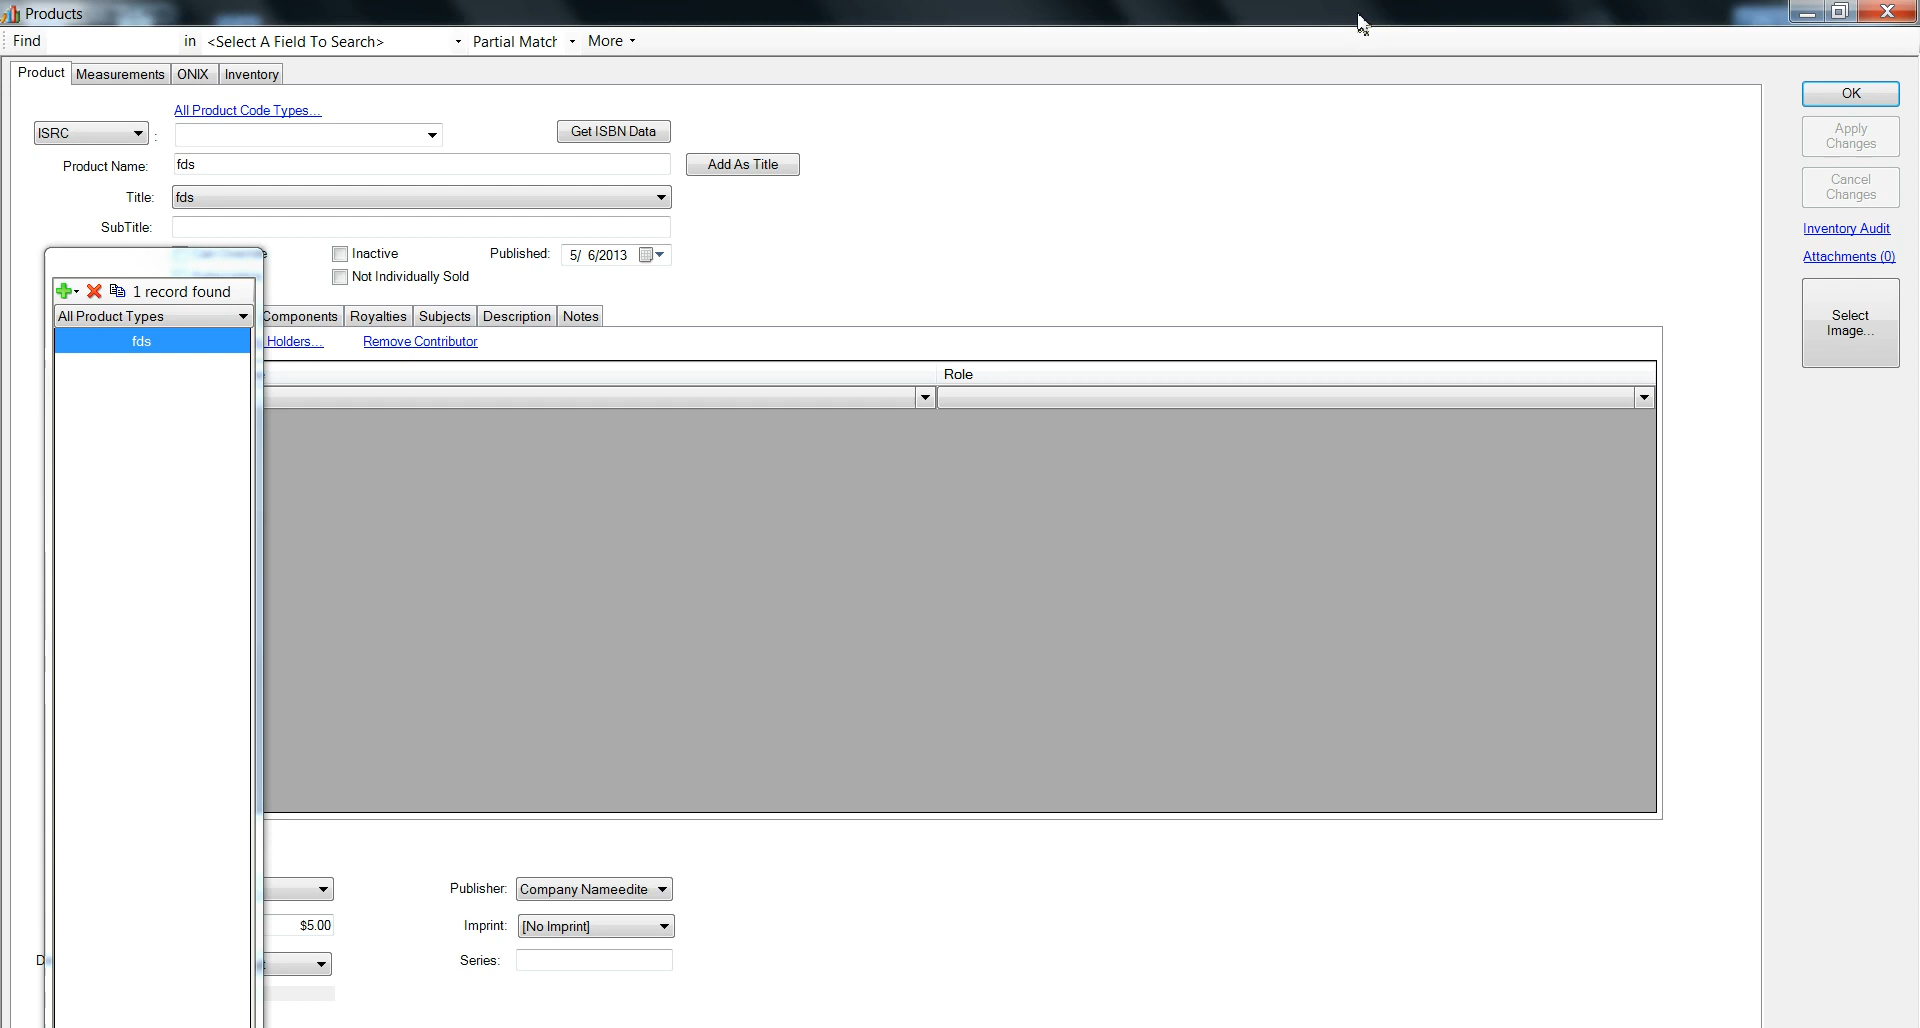 Products
Find in <Select A Field To Search> Partial Match More
Product Measurements ONIX Inventory
All Product Code Types...
ISRC : Get ISBN Data
Product Name: fds Add As Title
Title: fds
SubTitle:
Inactive Published: 5/ 6/2013
Not Individually Sold
1 record found
All Product Types
fds
Components Royalties Subjects Description Notes
Holders... Remove Contributor
Role
Publisher: Company Nameedite
$5.00 Imprint: [No Imprint]
D Series:
OK
Apply
Changes
Cancel
Changes
Inventory Audit
Attachments (0)
Select
Image...